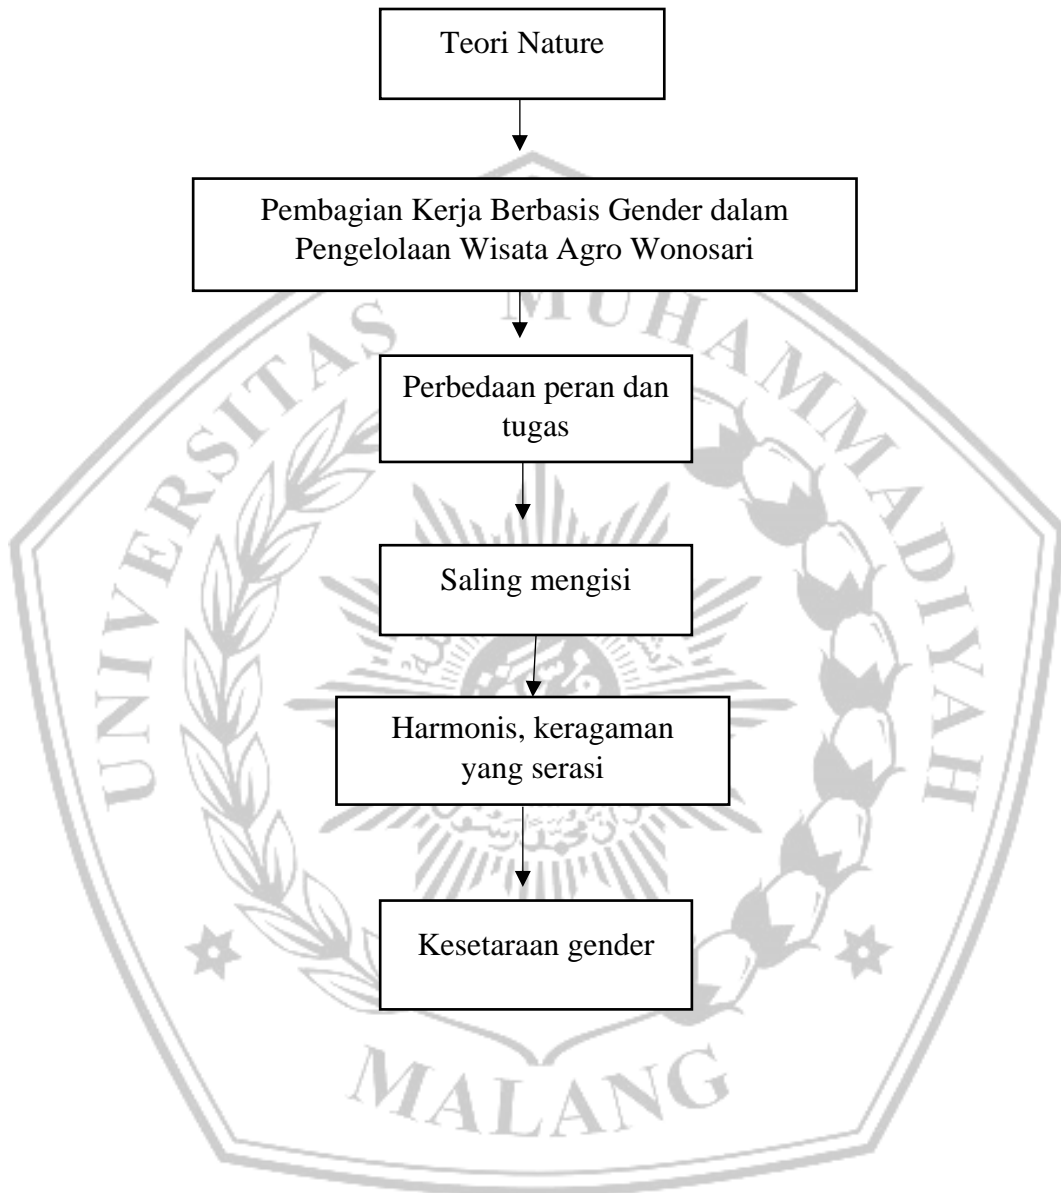 Teori Nature
Pembagian Kerja Berbasis Gender dalam
Pengelolaan Wisata Agro Wonosari
Perbedaan peran dan
tugas
Saling mengisi
Harmonis, keragaman
yang serasi
Kesetaraan gender
UNIVERSITAS MUHAMMADIYAH
MALANG